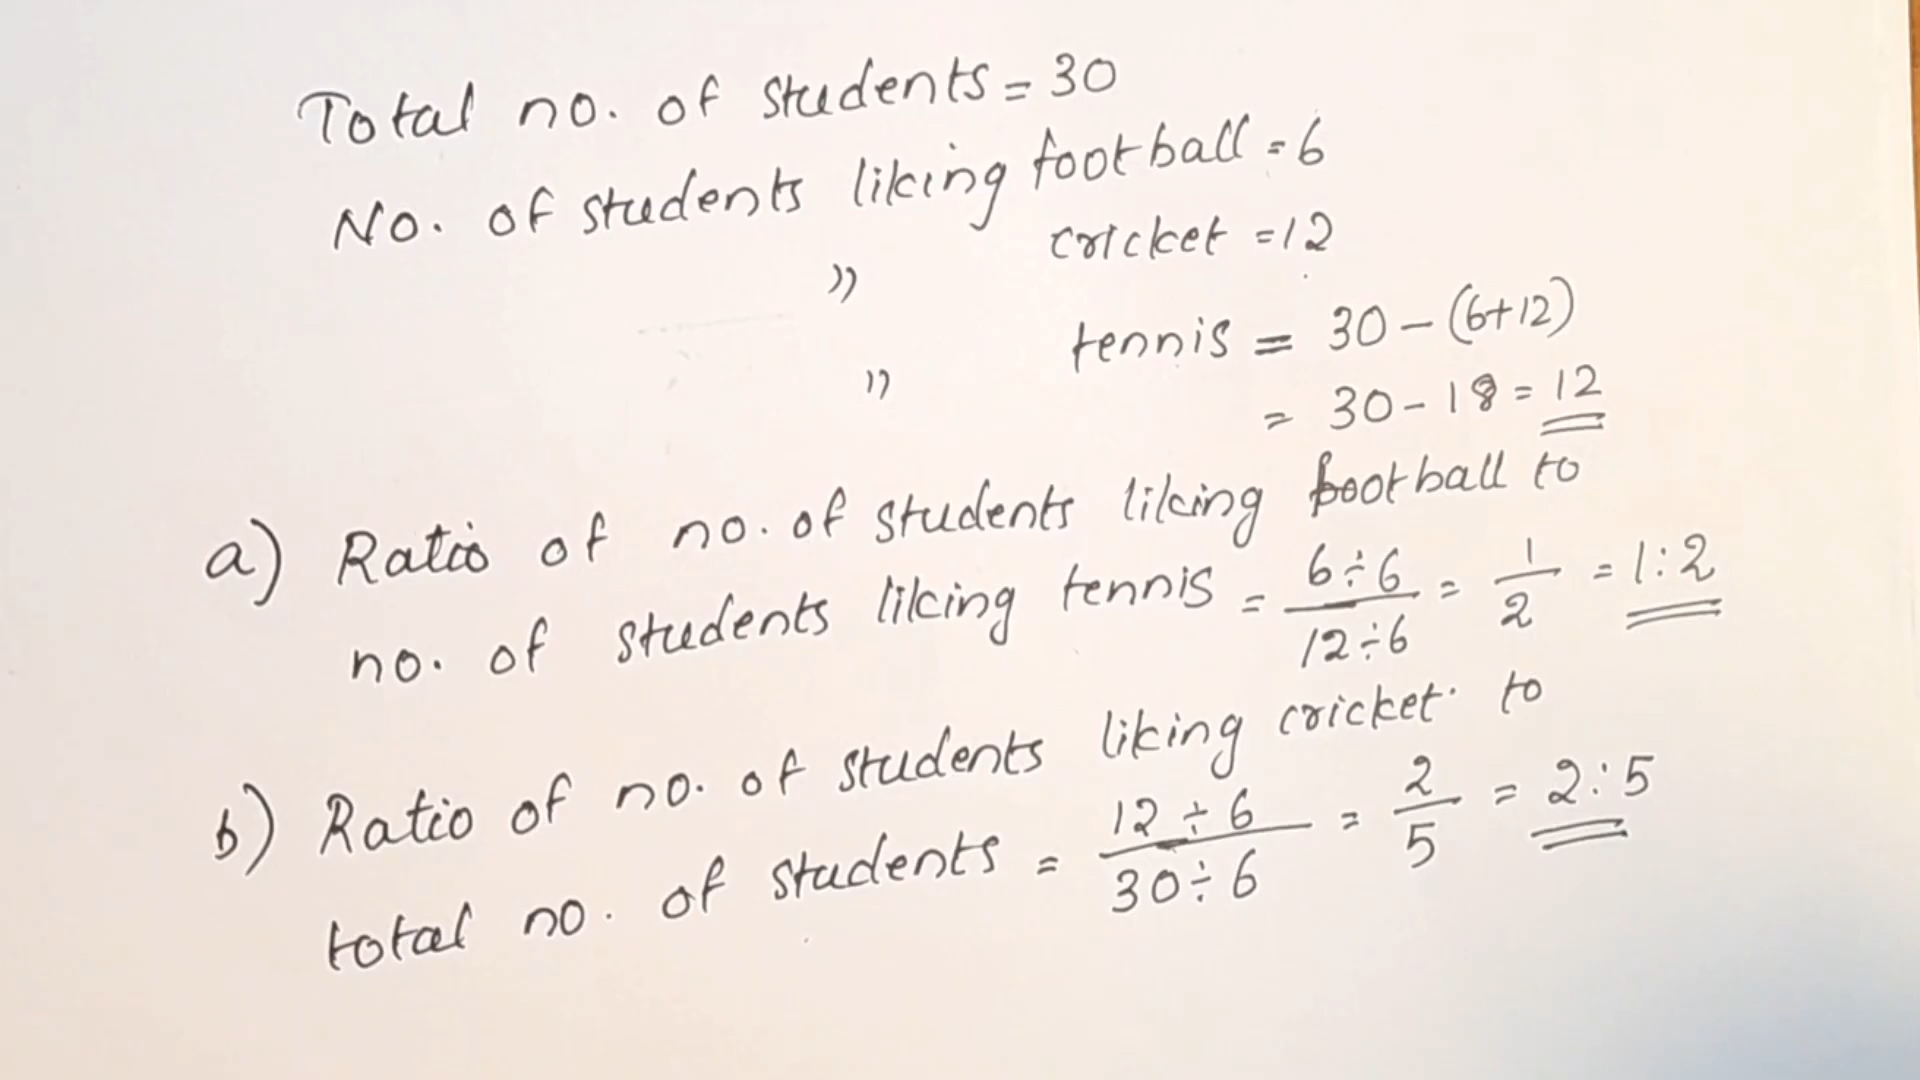 Total no. of students = 30
No. of students liking football = 6
" cricket = 12
" tennis = 30 - (6+12)
= 30 - 18 = 12
a) Ratio of no. of students liking football to
no. of students liking tennis = 6÷6/12÷6 = 1/2 = 1:2
b) Ratio of no. of students liking cricket to
total no. of students = 12÷6/30÷6 = 2/5 = 2:5